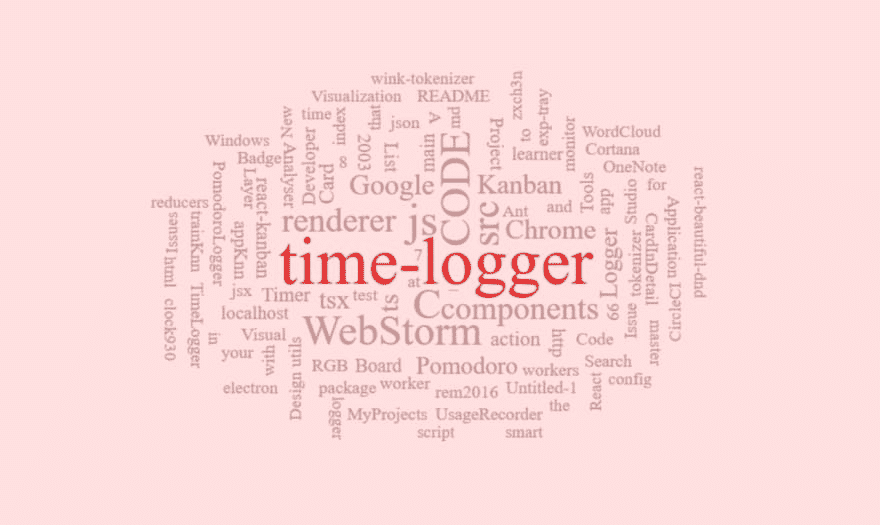 wink-tokenizer
Visualization
README
zxch3n
exp-tray
to
md
A
that
json
time
index
New
Analyser
Developer
Card
8
2003
List
main
CODE
Project
learner
monitor
WordCloud
Cortana
OneNote
Windows
Badge
Layer
react-kanban
PomodoroLogger
reducers
Issues
html
trainKnn
appKnn
Google
Kanban
Tools
app
for
Studio
react-beautiful-dnd
Application
CardInDetail
tokenizer
Issue
CircleCI
renderer
js
src
Ant
and
Chrome
Logger
7
time-logger
at
66
jsx
Timer
tsx
test
ts
C
components
TimeLogger
clock930
localhost
WebStorm
action
http
Code
master
in
your
Visual
with
utils
Design
RGB
Board
Pomodoro
workers
Search
config
React
electron
package
worker
rem2016
Untitled-1
the
logger
MyProjects
UsageRecorder
script
smart